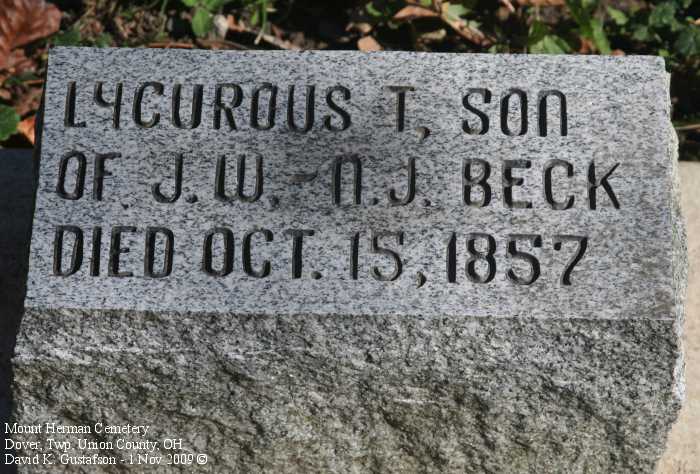 LYCUROUS T, SON
OF J.W.-N.J. BECK
DIED OCT. 15, 1857
Mount Herman Cemetery
Dover, Twp, Union County, OH
David K. Gustafson - 1 Nov 2009 ©